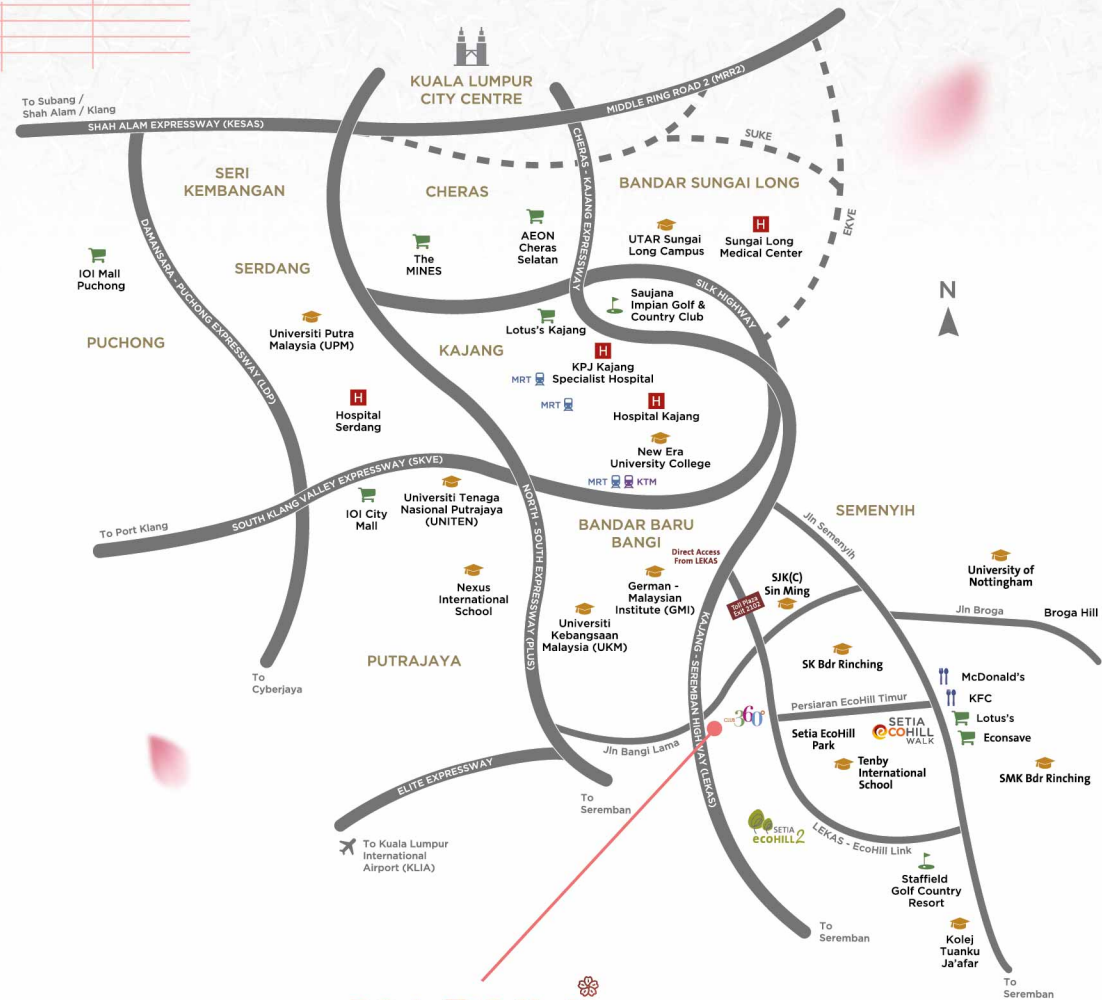 KUALA LUMPUR
CITY CENTRE
To Subang /
Shah Alam / Klang
SHAH ALAM EXPRESSWAY (KESAS)
MIDDLE RING ROAD 2 (MRR2)
SUKE
EKVE
CHERAS - KAJANG EXPRESSWAY
SERI
KEMBANGAN
CHERAS
BANDAR SUNGAI LONG
DAMANSARA - PUCHONG EXPRESSWAY (LDP)
IOI Mall
Puchong
SERDANG
The
MINES
AEON
Cheras
Selatan
UTAR Sungai
Long Campus
Sungai Long
Medical Center
SILK HIGHWAY
Saujana
Impian Golf &
Country Club
N
PUCHONG
Universiti Putra
Malaysia (UPM)
KAJANG
Lotus's Kajang
KPJ Kajang
Specialist Hospital
MRT
MRT
Hospital
Serdang
Hospital Kajang
New Era
University College
MRT
KTM
SOUTH KLANG VALLEY EXPRESSWAY (SKVE)
To Port Klang
IOI City
Mall
Universiti Tenaga
Nasional Putrajaya
(UNITEN)
NORTH - SOUTH EXPRESSWAY (PLUS)
BANDAR BARU
BANGI
SEMENYIH
Jln Semenyih
Direct Access
From LEKAS
Toll Plaza
Exit 2102
SJK(C)
Sin Ming
University of
Nottingham
Nexus
International
School
German -
Malaysian
Institute (GMI)
Universiti
Kebangsaan
Malaysia (UKM)
KAJANG - SEREMBAN HIGHWAY (LEKAS)
Jln Broga
Broga Hill
PUTRAJAYA
To
Cyberjaya
SK Bdr Rinching
McDonald's
KFC
Lotus's
Econsave
Persiaran EcoHill Timur
CLUB 360°
Setia EcoHill
Park
SETIA
ECOHILL
WALK
Jln Bangi Lama
Tenby
International
School
SMK Bdr Rinching
ELITE EXPRESSWAY
To
Seremban
To Kuala Lumpur
International
Airport (KLIA)
SETIA
ecoHILL 2
LEKAS - EcoHill Link
Staffield
Golf Country
Resort
To
Seremban
Kolej
Tuanku
Ja'afar
To
Seremban